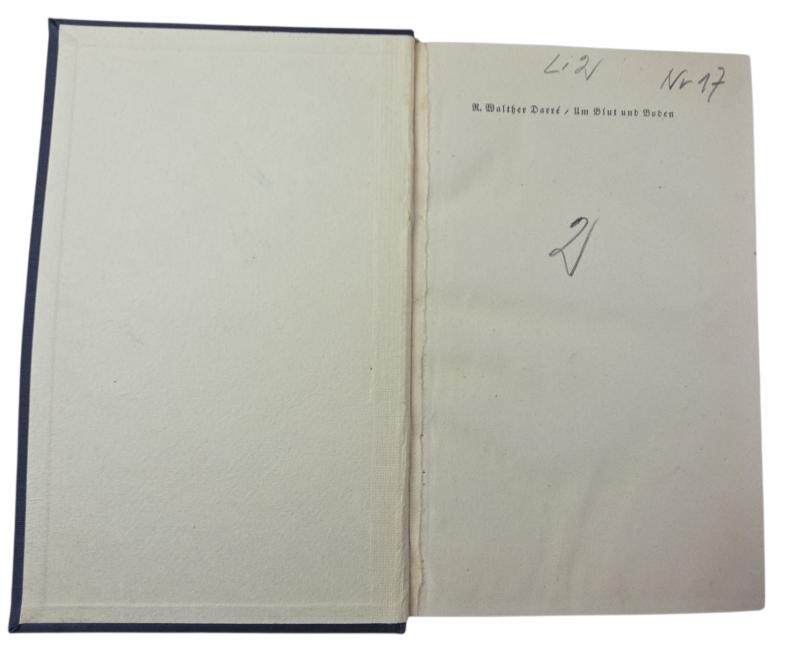 Li 21
Nr 17
R. Walther Darré / Um Blut und Boden
21